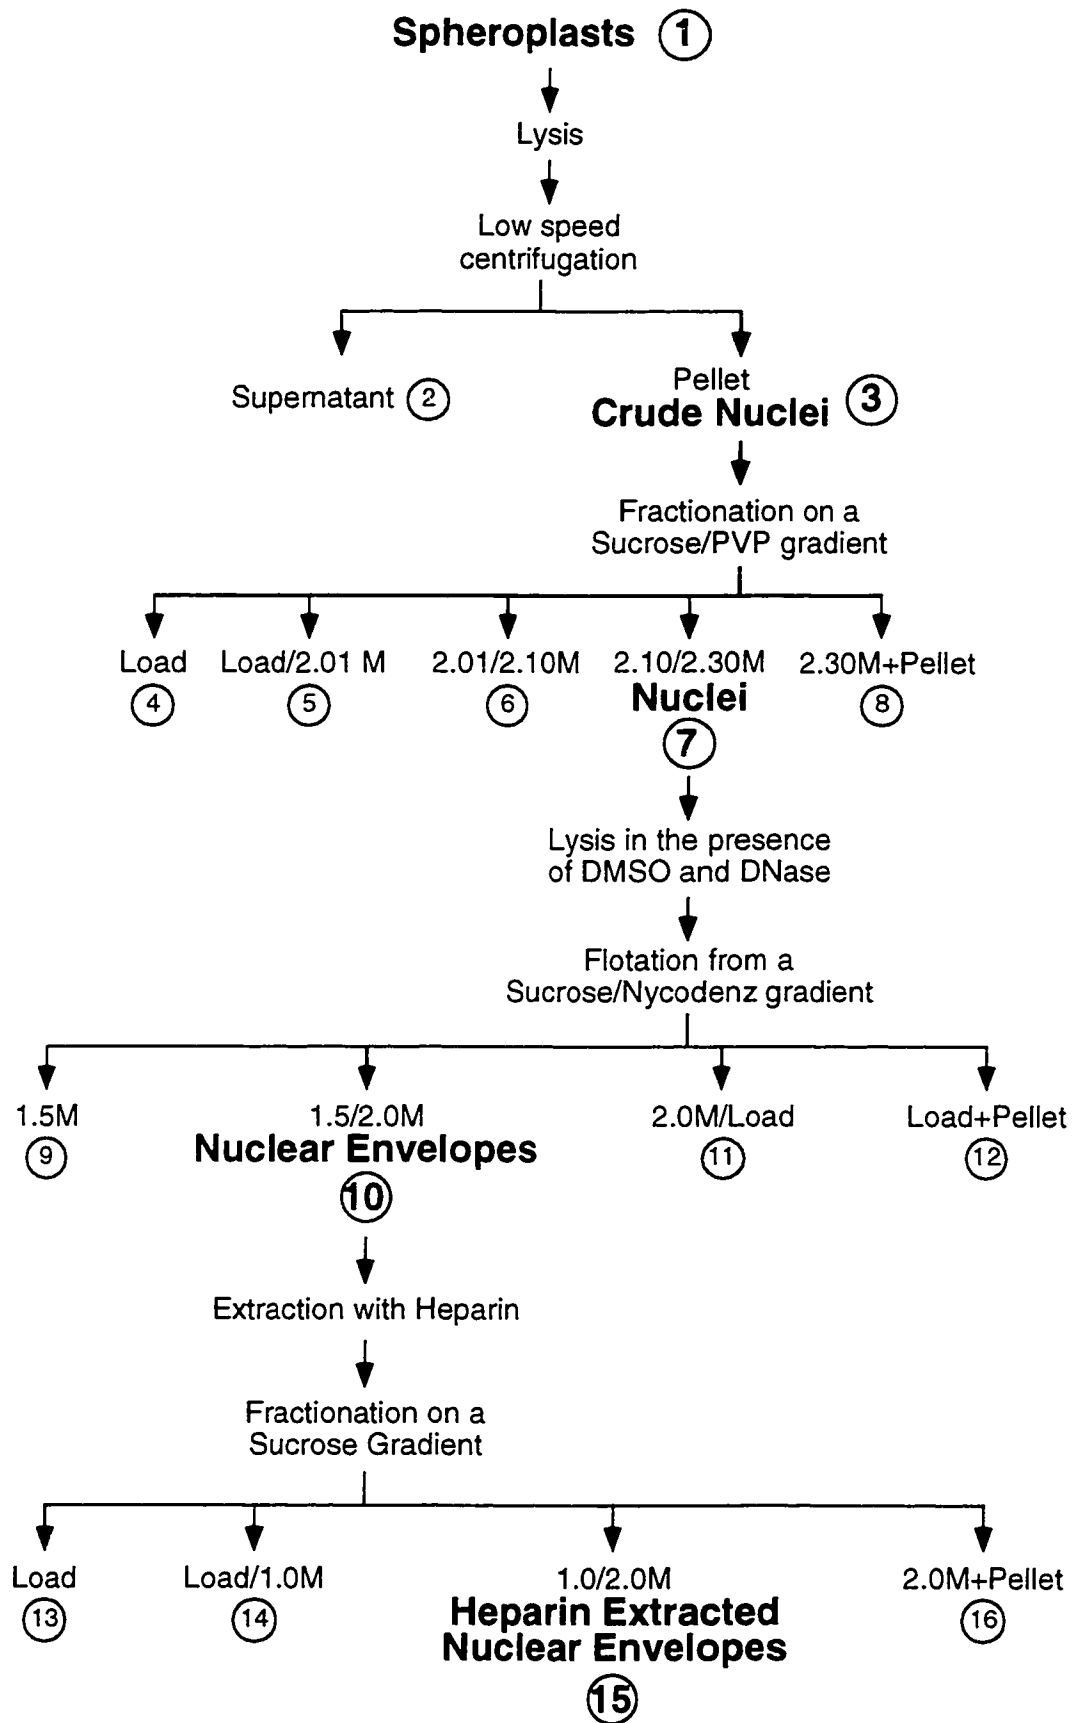 Spheroplasts 1
Lysis
Low speed
centrifugation
Supernatant 2
Pellet
Crude Nuclei 3
Fractionation on a
Sucrose/PVP gradient
Load Load/2.01 M 2.01/2.10M 2.10/2.30M 2.30M+Pellet
Nuclei
4 5 6 7 8
Lysis in the presence
of DMSO and DNase
Flotation from a
Sucrose/Nycodenz gradient
1.5M 1.5/2.0M 2.0M/Load Load+Pellet
Nuclear Envelopes
9 10 11 12
Extraction with Heparin
Fractionation on a
Sucrose Gradient
Load Load/1.0M 1.0/2.0M 2.0M+Pellet
Heparin Extracted
Nuclear Envelopes
13 14 15 16